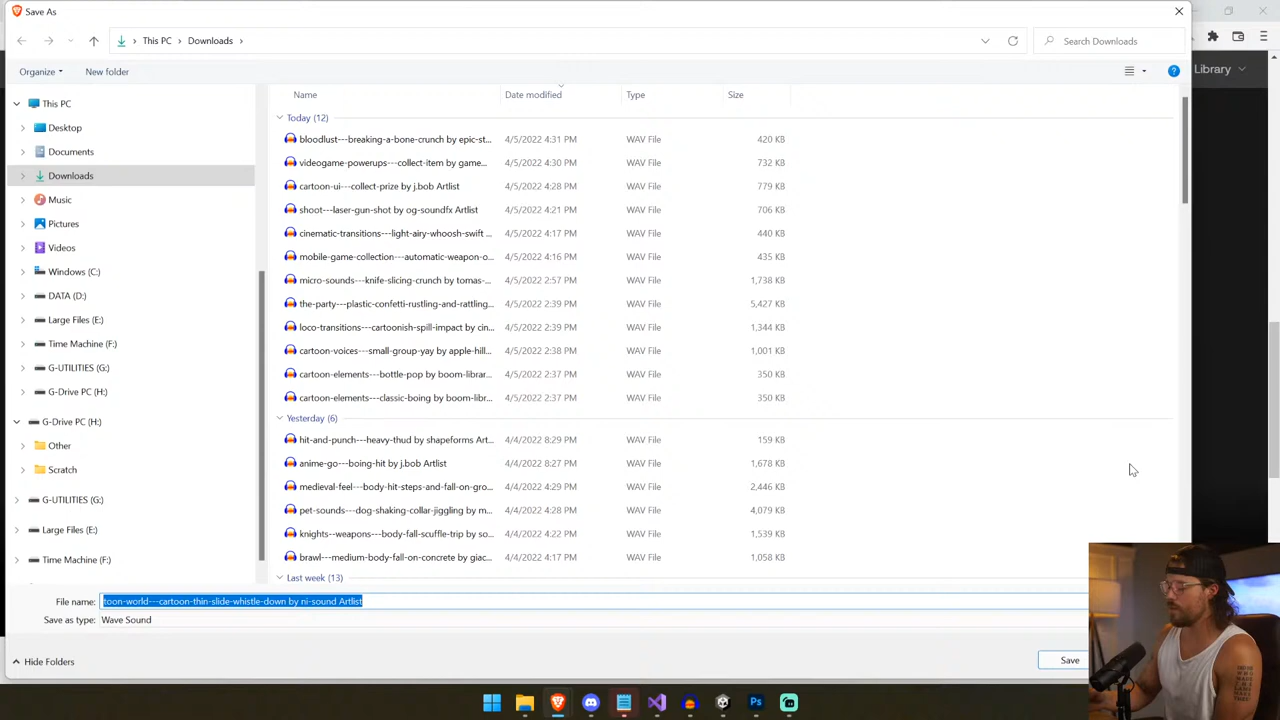 Save As
This PC
Downloads
Search Downloads
Organize
New folder
Library
Name
Date modified
Type
Size
This PC
Desktop
Documents
Downloads
Music
Pictures
Videos
Windows (C:)
DATA (D:)
Large Files (E:)
Time Machine (F:)
G-UTILITIES (G:)
G-Drive PC (H:)
G-Drive PC (H:)
Other
Scratch
G-UTILITIES (G:)
Large Files (E:)
Time Machine (F:)
Today (12)
bloodlust---breaking-a-bone-crunch by epic-st... 4/5/2022 4:31 PM WAV File 420 KB
videogame-powerups---collect-item by game... 4/5/2022 4:30 PM WAV File 732 KB
cartoon-ui---collect-prize by j.bob Artlist 4/5/2022 4:28 PM WAV File 779 KB
shoot---laser-gun-shot by og-soundfx Artlist 4/5/2022 4:21 PM WAV File 706 KB
cinematic-transitions---light-airy-whoosh-swift ... 4/5/2022 4:17 PM WAV File 440 KB
mobile-game-collection---automatic-weapon-o... 4/5/2022 4:16 PM WAV File 435 KB
micro-sounds---knife-slicing-crunch by tomas-... 4/5/2022 2:57 PM WAV File 1,738 KB
the-party---plastic-confetti-rustling-and-rattling... 4/5/2022 2:39 PM WAV File 5,427 KB
loco-transitions---cartoonish-spill-impact by cin... 4/5/2022 2:39 PM WAV File 1,344 KB
cartoon-voices---small-group-yay by apple-hill... 4/5/2022 2:38 PM WAV File 1,001 KB
cartoon-elements---bottle-pop by boom-librar... 4/5/2022 2:37 PM WAV File 350 KB
cartoon-elements---classic-boing by boom-libr... 4/5/2022 2:37 PM WAV File 350 KB
Yesterday (6)
hit-and-punch---heavy-thud by shapeforms Art... 4/4/2022 8:29 PM WAV File 159 KB
anime-go---boing-hit by j.bob Artlist 4/4/2022 8:27 PM WAV File 1,678 KB
medieval-feel---body-hit-steps-and-fall-on-gro... 4/4/2022 4:29 PM WAV File 2,446 KB
pet-sounds---dog-shaking-collar-jiggling by m... 4/4/2022 4:28 PM WAV File 4,079 KB
knights--weapons---body-fall-scuffle-trip by so... 4/4/2022 4:22 PM WAV File 1,539 KB
brawl---medium-body-fall-on-concrete by giac... 4/4/2022 4:17 PM WAV File 1,058 KB
Last week (13)
File name: toon-world---cartoon-thin-slide-whistle-down by ni-sound Artlist
Save as type: Wave Sound
Hide Folders
Save
Ps